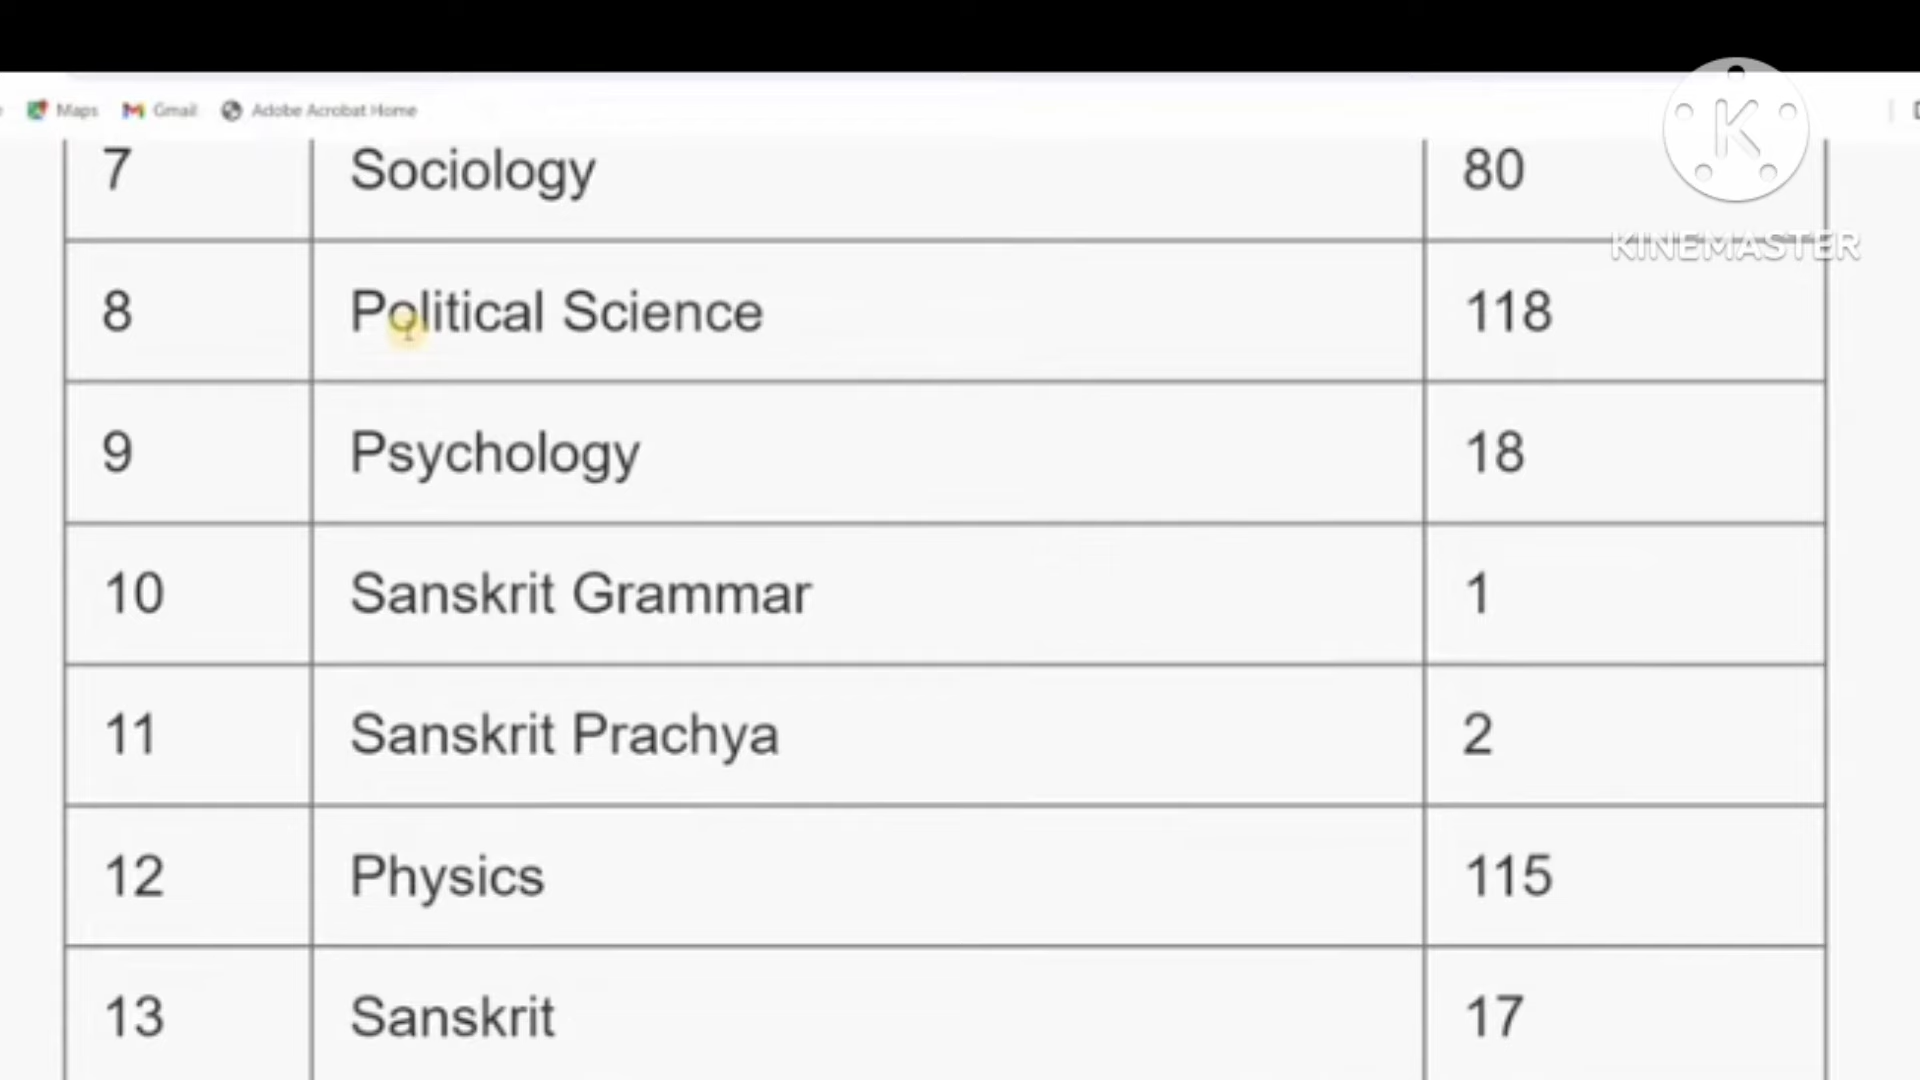 Maps Gmail Adobe Acrobat Home
K
KINEMASTER
7 Sociology 80
8 Political Science 118
9 Psychology 18
10 Sanskrit Grammar 1
11 Sanskrit Prachya 2
12 Physics 115
13 Sanskrit 17